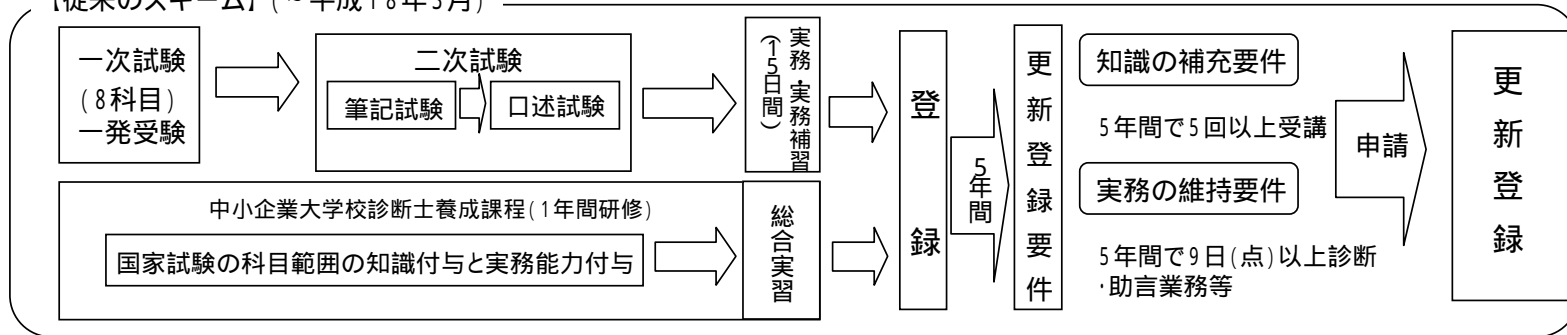 【従来のスキーム】(～平成18年3月)
一次試験
(8科目)
一発受験
二次試験
筆記試験
口述試験
実務・実務補習
(15日間)
中小企業大学校診断士養成課程(1年間研修)
国家試験の科目範囲の知識付与と実務能力付与
総合実習
登録
5年間
更新登録要件
知識の補充要件
5年間で5回以上受講
実務の維持要件
5年間で9日(点)以上診断
・助言業務等
申請
更新登録